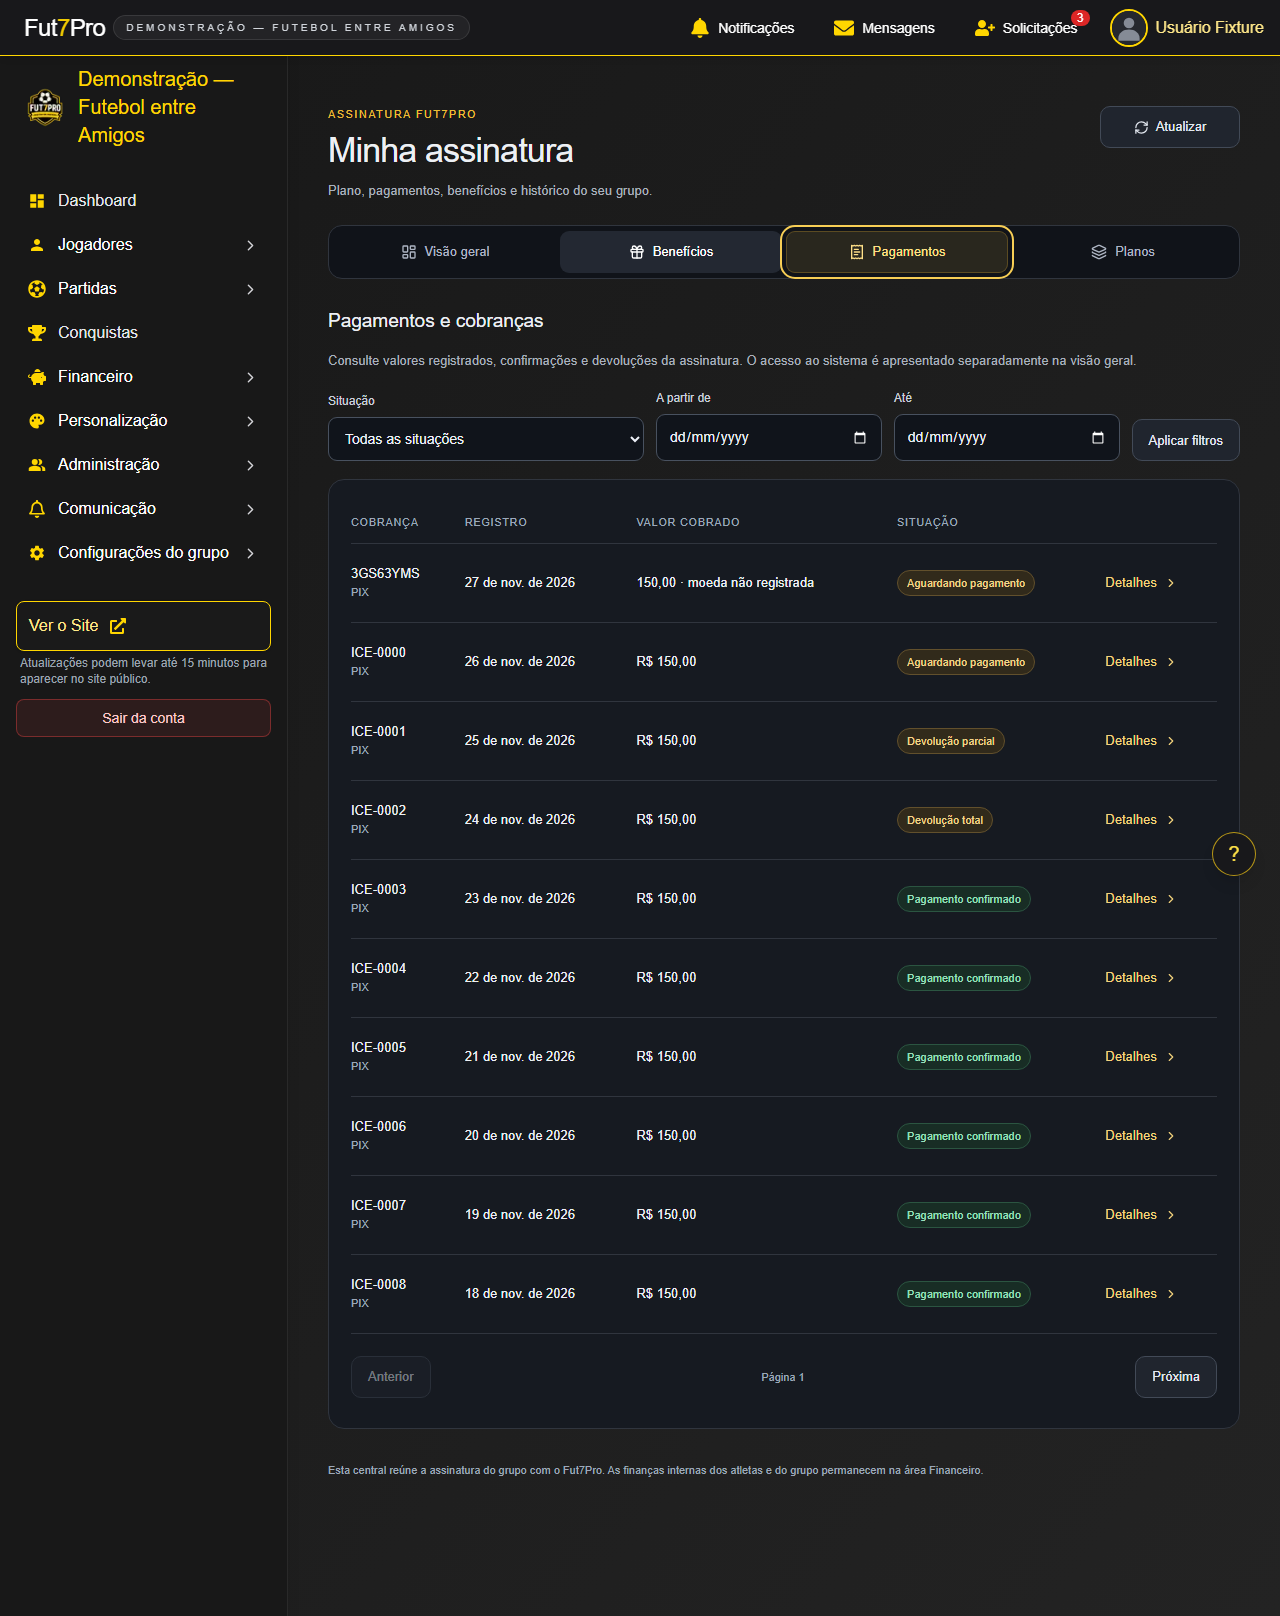 Fut7Pro
DEMONSTRAÇÃO — FUTEBOL ENTRE AMIGOS
Notificações
Mensagens
Solicitações
3
Usuário Fixture
FUT7PRO
Demonstração —
Futebol entre
Amigos
Dashboard
Jogadores
Partidas
Conquistas
Financeiro
Personalização
Administração
Comunicação
Configurações do grupo
Ver o Site
Atualizações podem levar até 15 minutos para
aparecer no site público.
Sair da conta
ASSINATURA FUT7PRO
Minha assinatura
Plano, pagamentos, benefícios e histórico do seu grupo.
Atualizar
Visão geral
Benefícios
Pagamentos
Planos
Pagamentos e cobranças
Consulte valores registrados, confirmações e devoluções da assinatura. O acesso ao sistema é apresentado separadamente na visão geral.
Situação
Todas as situações
A partir de
dd/mm/yyyy
Até
dd/mm/yyyy
Aplicar filtros
COBRANÇA REGISTRO VALOR COBRADO SITUAÇÃO
3GS63YMS
PIX
27 de nov. de 2026
150,00 · moeda não registrada
Aguardando pagamento
Detalhes
ICE-0000
PIX
26 de nov. de 2026
R$ 150,00
Aguardando pagamento
Detalhes
ICE-0001
PIX
25 de nov. de 2026
R$ 150,00
Devolução parcial
Detalhes
ICE-0002
PIX
24 de nov. de 2026
R$ 150,00
Devolução total
Detalhes
ICE-0003
PIX
23 de nov. de 2026
R$ 150,00
Pagamento confirmado
Detalhes
ICE-0004
PIX
22 de nov. de 2026
R$ 150,00
Pagamento confirmado
Detalhes
ICE-0005
PIX
21 de nov. de 2026
R$ 150,00
Pagamento confirmado
Detalhes
ICE-0006
PIX
20 de nov. de 2026
R$ 150,00
Pagamento confirmado
Detalhes
ICE-0007
PIX
19 de nov. de 2026
R$ 150,00
Pagamento confirmado
Detalhes
ICE-0008
PIX
18 de nov. de 2026
R$ 150,00
Pagamento confirmado
Detalhes
?
Anterior
Página 1
Próxima
Esta central reúne a assinatura do grupo com o Fut7Pro. As finanças internas dos atletas e do grupo permanecem na área Financeiro.